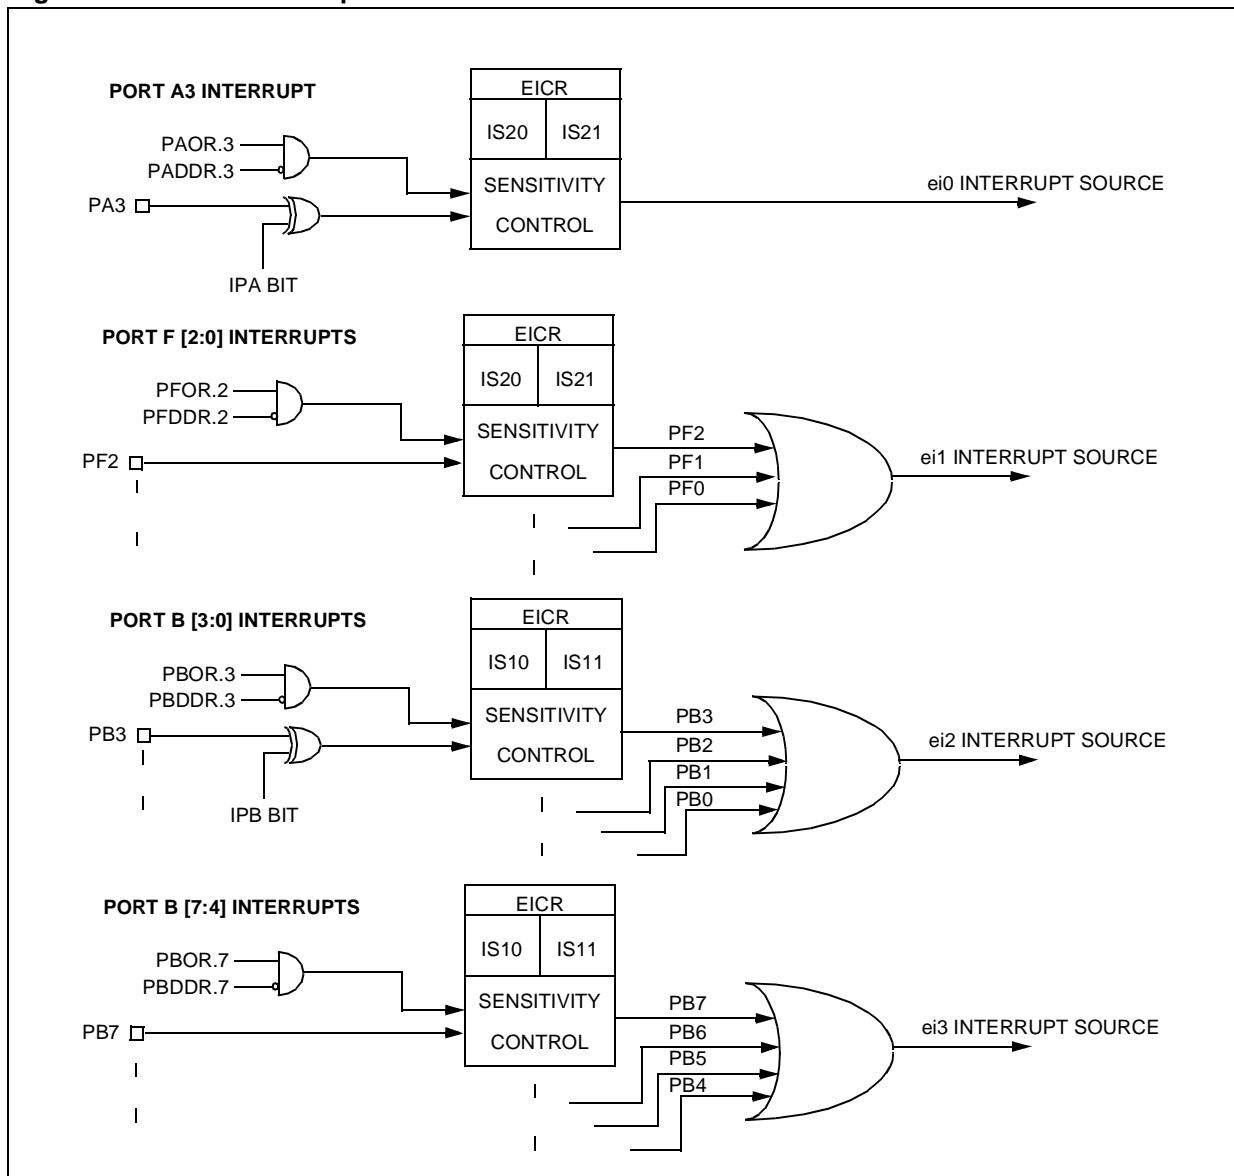 PORT A3 INTERRUPT
EICR
IS20 IS21
PAOR.3
PADDR.3
SENSITIVITY
CONTROL
PA3
IPA BIT
ei0 INTERRUPT SOURCE
PORT F [2:0] INTERRUPTS
EICR
IS20 IS21
PFOR.2
PFDDR.2
SENSITIVITY
CONTROL
PF2
PF2
PF1
PF0
ei1 INTERRUPT SOURCE
PORT B [3:0] INTERRUPTS
EICR
IS10 IS11
PBOR.3
PBDDR.3
SENSITIVITY
CONTROL
PB3
IPB BIT
PB3
PB2
PB1
PB0
ei2 INTERRUPT SOURCE
PORT B [7:4] INTERRUPTS
EICR
IS10 IS11
PBOR.7
PBDDR.7
SENSITIVITY
CONTROL
PB7
PB7
PB6
PB5
PB4
ei3 INTERRUPT SOURCE